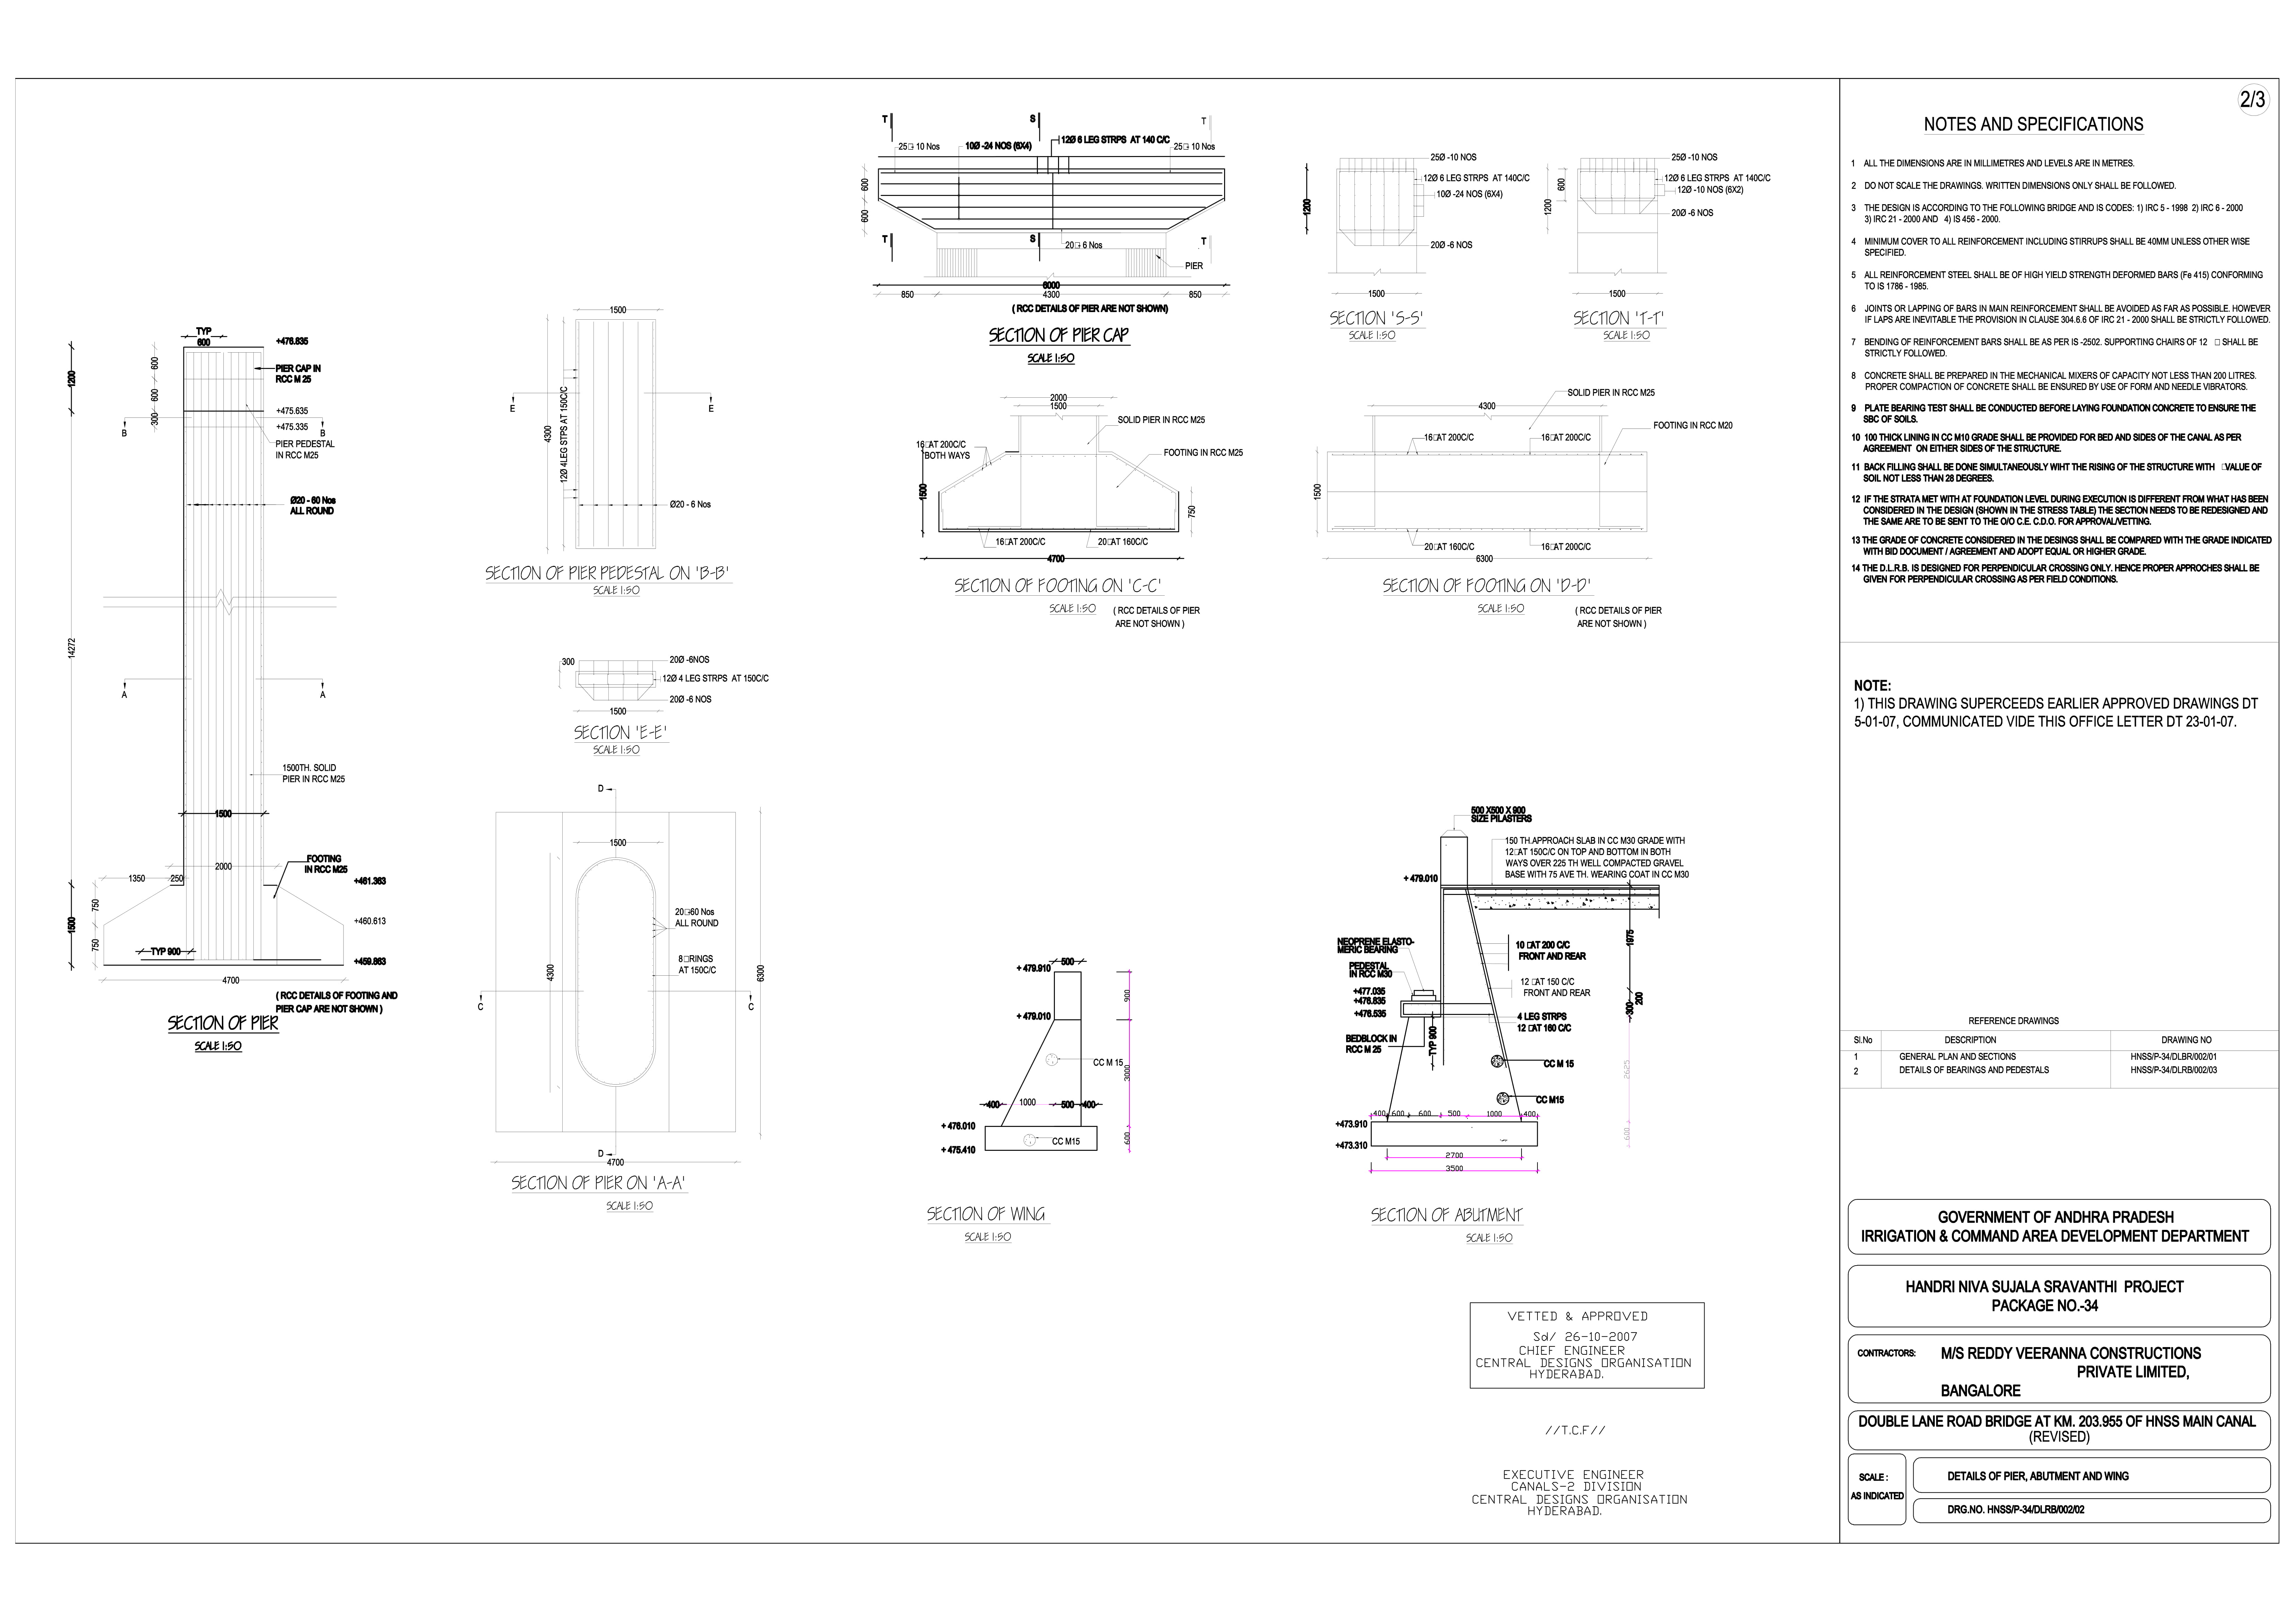 2/3
NOTES AND SPECIFICATIONS
1 ALL THE DIMENSIONS ARE IN MILLIMETRES AND LEVELS ARE IN METRES.
2 DO NOT SCALE THE DRAWINGS. WRITTEN DIMENSIONS ONLY SHALL BE FOLLOWED.
3 THE DESIGN IS ACCORDING TO THE FOLLOWING BRIDGE AND IS CODES: 1) IRC 5 - 1998 2) IRC 6 - 2000
3) IRC 21 - 2000 AND 4) IS 456 - 2000.
4 MINIMUM COVER TO ALL REINFORCEMENT INCLUDING STIRRUPS SHALL BE 40MM UNLESS OTHER WISE
SPECIFIED.
5 ALL REINFORCEMENT STEEL SHALL BE OF HIGH YIELD STRENGTH DEFORMED BARS (Fe 415) CONFORMING
TO IS 1786 - 1985.
6 JOINTS OR LAPPING OF BARS IN MAIN REINFORCEMENT SHALL BE AVOIDED AS FAR AS POSSIBLE. HOWEVER
IF LAPS ARE INEVITABLE THE PROVISION IN CLAUSE 304.6.6 OF IRC 21 - 2000 SHALL BE STRICTLY FOLLOWED.
7 BENDING OF REINFORCEMENT BARS SHALL BE AS PER IS -2502. SUPPORTING CHAIRS OF 12 □ SHALL BE
STRICTLY FOLLOWED.
8 CONCRETE SHALL BE PREPARED IN THE MECHANICAL MIXERS OF CAPACITY NOT LESS THAN 200 LITRES.
PROPER COMPACTION OF CONCRETE SHALL BE ENSURED BY USE OF FORM AND NEEDLE VIBRATORS.
9 PLATE BEARING TEST SHALL BE CONDUCTED BEFORE LAYING FOUNDATION CONCRETE TO ENSURE THE
SBC OF SOILS.
10 100 THICK LINING IN CC M10 GRADE SHALL BE PROVIDED FOR BED AND SIDES OF THE CANAL AS PER
AGREEMENT ON EITHER SIDES OF THE STRUCTURE.
11 BACK FILLING SHALL BE DONE SIMULTANEOUSLY WIHT THE RISING OF THE STRUCTURE WITH □VALUE OF
SOIL NOT LESS THAN 28 DEGREES.
12 IF THE STRATA MET WITH AT FOUNDATION LEVEL DURING EXECUTION IS DIFFERENT FROM WHAT HAS BEEN
CONSIDERED IN THE DESIGN (SHOWN IN THE STRESS TABLE) THE SECTION NEEDS TO BE REDESIGNED AND
THE SAME ARE TO BE SENT TO THE O/O C.E. C.D.O. FOR APPROVAL/VETTING.
13 THE GRADE OF CONCRETE CONSIDERED IN THE DESINGS SHALL BE COMPARED WITH THE GRADE INDICATED
WITH BID DOCUMENT / AGREEMENT AND ADOPT EQUAL OR HIGHER GRADE.
14 THE D.L.R.B. IS DESIGNED FOR PERPENDICULAR CROSSING ONLY. HENCE PROPER APPROCHES SHALL BE
GIVEN FOR PERPENDICULAR CROSSING AS PER FIELD CONDITIONS.
NOTE:
1) THIS DRAWING SUPERCEEDS EARLIER APPROVED DRAWINGS DT
5-01-07, COMMUNICATED VIDE THIS OFFICE LETTER DT 23-01-07.
REFERENCE DRAWINGS
Sl.No DESCRIPTION DRAWING NO
1 GENERAL PLAN AND SECTIONS HNSS/P-34/DLBR/002/01
2 DETAILS OF BEARINGS AND PEDESTALS HNSS/P-34/DLRB/002/03
GOVERNMENT OF ANDHRA PRADESH
IRRIGATION & COMMAND AREA DEVELOPMENT DEPARTMENT
HANDRI NIVA SUJALA SRAVANTHI PROJECT
PACKAGE NO.-34
CONTRACTORS: M/S REDDY VEERANNA CONSTRUCTIONS
PRIVATE LIMITED,
BANGALORE
DOUBLE LANE ROAD BRIDGE AT KM. 203.955 OF HNSS MAIN CANAL
(REVISED)
SCALE :
AS INDICATED
DETAILS OF PIER, ABUTMENT AND WING
DRG.NO. HNSS/P-34/DLRB/002/02
TYP
600
+476.835
600
600
300
1200
PIER CAP IN
RCC M 25
+475.635
+475.335
B B
PIER PEDESTAL
IN RCC M25
Ø20 - 60 Nos
ALL ROUND
14272
A A
1500TH. SOLID
PIER IN RCC M25
1500
2000
FOOTING
IN RCC M25
1350 250
+461.363
750
1500
+460.613
750
TYP 900
+459.863
4700
( RCC DETAILS OF FOOTING AND
PIER CAP ARE NOT SHOWN )
SECTION OF PIER
SCALE 1:50
1500
E E
4300
12Ø 4LEG STPS AT 150C/C
Ø20 - 6 Nos
SECTION OF PIER PEDESTAL ON 'B-B'
SCALE 1:50
300
20Ø -6NOS
12Ø 4 LEG STRPS AT 150C/C
20Ø -6 NOS
1500
SECTION 'E-E'
SCALE 1:50
D
1500
20□-60 Nos
ALL ROUND
8□RINGS
AT 150C/C
4300
6300
C C
D
4700
SECTION OF PIER ON 'A-A'
SCALE 1:50
T S T
25□- 10 Nos
10Ø -24 NOS (6X4)
12Ø 6 LEG STRPS AT 140 C/C
25□- 10 Nos
600
600
T S T
20□- 6 Nos
PIER
6000
850 4300 850
( RCC DETAILS OF PIER ARE NOT SHOWN)
SECTION OF PIER CAP
SCALE 1:50
25Ø -10 NOS
12Ø 6 LEG STRPS AT 140C/C
10Ø -24 NOS (6X4)
1200
20Ø -6 NOS
1500
SECTION 'S-S'
SCALE 1:50
25Ø -10 NOS
12Ø 6 LEG STRPS AT 140C/C
12Ø -10 NOS (6X2)
600
1200
20Ø -6 NOS
1500
SECTION 'T-T'
SCALE 1:50
2000
1500
SOLID PIER IN RCC M25
16□AT 200C/C
BOTH WAYS
FOOTING IN RCC M25
1500
750
16□AT 200C/C
20□AT 160C/C
4700
SECTION OF FOOTING ON 'C-C'
SCALE 1:50
( RCC DETAILS OF PIER
ARE NOT SHOWN )
SOLID PIER IN RCC M25
4300
FOOTING IN RCC M20
16□AT 200C/C
16□AT 200C/C
1500
20□AT 160C/C
16□AT 200C/C
6300
SECTION OF FOOTING ON 'D-D'
SCALE 1:50
( RCC DETAILS OF PIER
ARE NOT SHOWN )
500
+ 479.910
900
+ 479.010
CC M 15
3000
400 1000 500 400
+ 476.010
CC M15
600
+ 475.410
SECTION OF WING
SCALE 1:50
500 X500 X 900
SIZE PILASTERS
150 TH.APPROACH SLAB IN CC M30 GRADE WITH
12□AT 150C/C ON TOP AND BOTTOM IN BOTH
WAYS OVER 225 TH WELL COMPACTED GRAVEL
BASE WITH 75 AVE TH. WEARING COAT IN CC M30
+ 479.010
1975
NEOPRENE ELASTO-
MERIC BEARING
10 □AT 200 C/C
FRONT AND REAR
PEDESTAL
IN RCC M30
12 □AT 150 C/C
FRONT AND REAR
+477.035
+476.835
+476.535
200
300
4 LEG STRPS
12 □AT 160 C/C
BEDBLOCK IN
RCC M 25
TYP 900
CC M 15
2625
CC M15
400 600 600 500 1000 400
+473.910
+473.310
600
2700
3500
SECTION OF ABUTMENT
SCALE 1:50
VETTED & APPROVED
Sd/ 26-10-2007
CHIEF ENGINEER
CENTRAL DESIGNS ORGANISATION
HYDERABAD.
//T.C.F//
EXECUTIVE ENGINEER
CANALS-2 DIVISION
CENTRAL DESIGNS ORGANISATION
HYDERABAD.